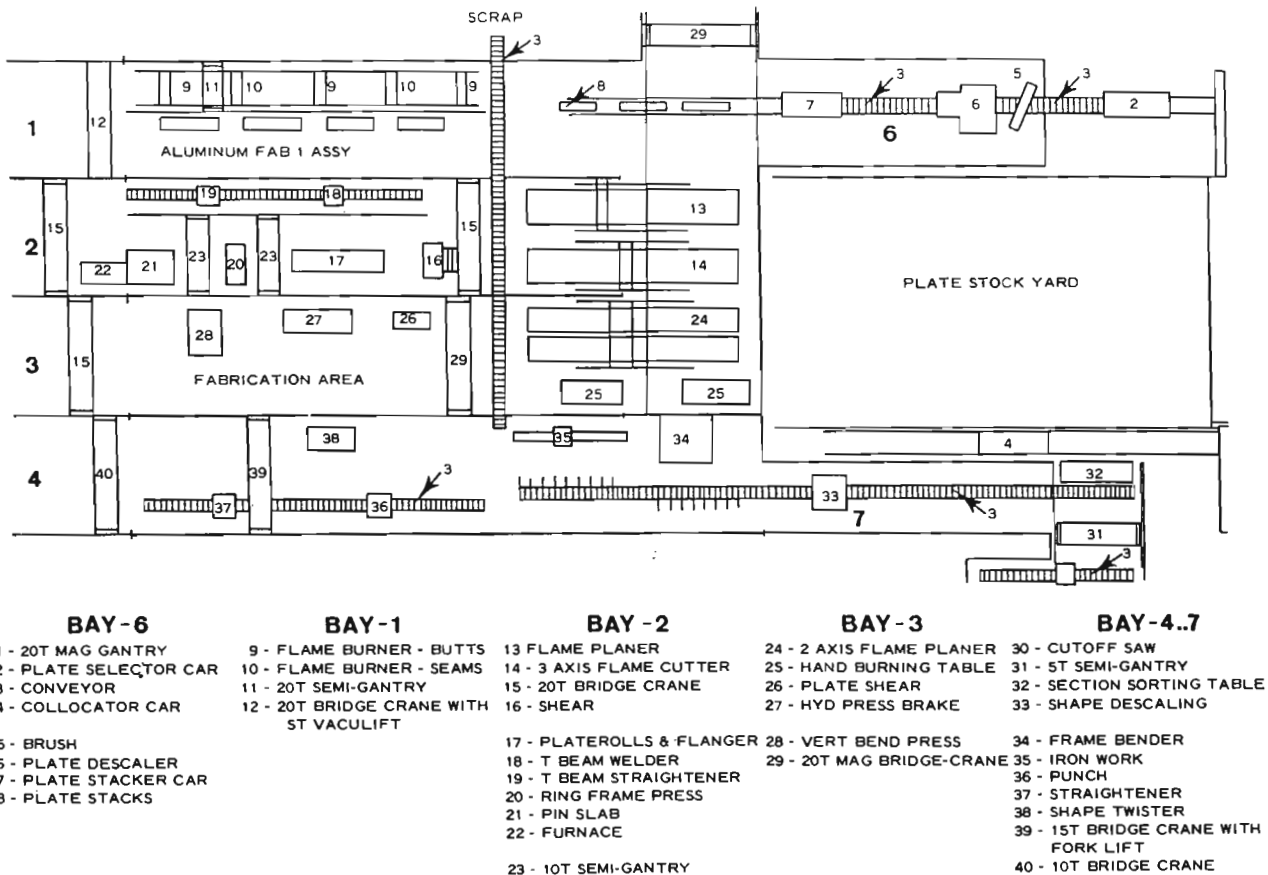 SCRAP
3
29
9
11
10
9
10
9
8
7
3
6
5
3
2
12
1
6
ALUMINUM FAB 1 ASSY
15
19
18
15
13
2
23
20
23
17
16
14
22
21
PLATE STOCK YARD
28
27
26
24
15
29
3
FABRICATION AREA
25
25
38
35
34
4
40
39
3
32
4
37
36
33
7
3
31
3
BAY-6
- 20T MAG GANTRY
- PLATE SELECTOR CAR
- CONVEYOR
- COLLOCATOR CAR
- BRUSH
- PLATE DESCALER
- PLATE STACKER CAR
- PLATE STACKS
BAY-1
9 - FLAME BURNER - BUTTS
10 - FLAME BURNER - SEAMS
11 - 20T SEMI-GANTRY
12 - 20T BRIDGE CRANE WITH
ST VACULIFT
BAY-2
13 FLAME PLANER
14 - 3 AXIS FLAME CUTTER
15 - 20T BRIDGE CRANE
16 - SHEAR
17 - PLATEROLLS & FLANGER
18 - T BEAM WELDER
19 - T BEAM STRAIGHTENER
20 - RING FRAME PRESS
21 - PIN SLAB
22 - FURNACE
23 - 10T SEMI-GANTRY
BAY-3
24 - 2 AXIS FLAME PLANER
25 - HAND BURNING TABLE
26 - PLATE SHEAR
27 - HYD PRESS BRAKE
28 - VERT BEND PRESS
29 - 20T MAG BRIDGE-CRANE
BAY-4..7
30 - CUTOFF SAW
31 - 5T SEMI-GANTRY
32 - SECTION SORTING TABLE
33 - SHAPE DESCALING
34 - FRAME BENDER
35 - IRON WORK
36 - PUNCH
37 - STRAIGHTENER
38 - SHAPE TWISTER
39 - 15T BRIDGE CRANE WITH
FORK LIFT
40 - 10T BRIDGE CRANE